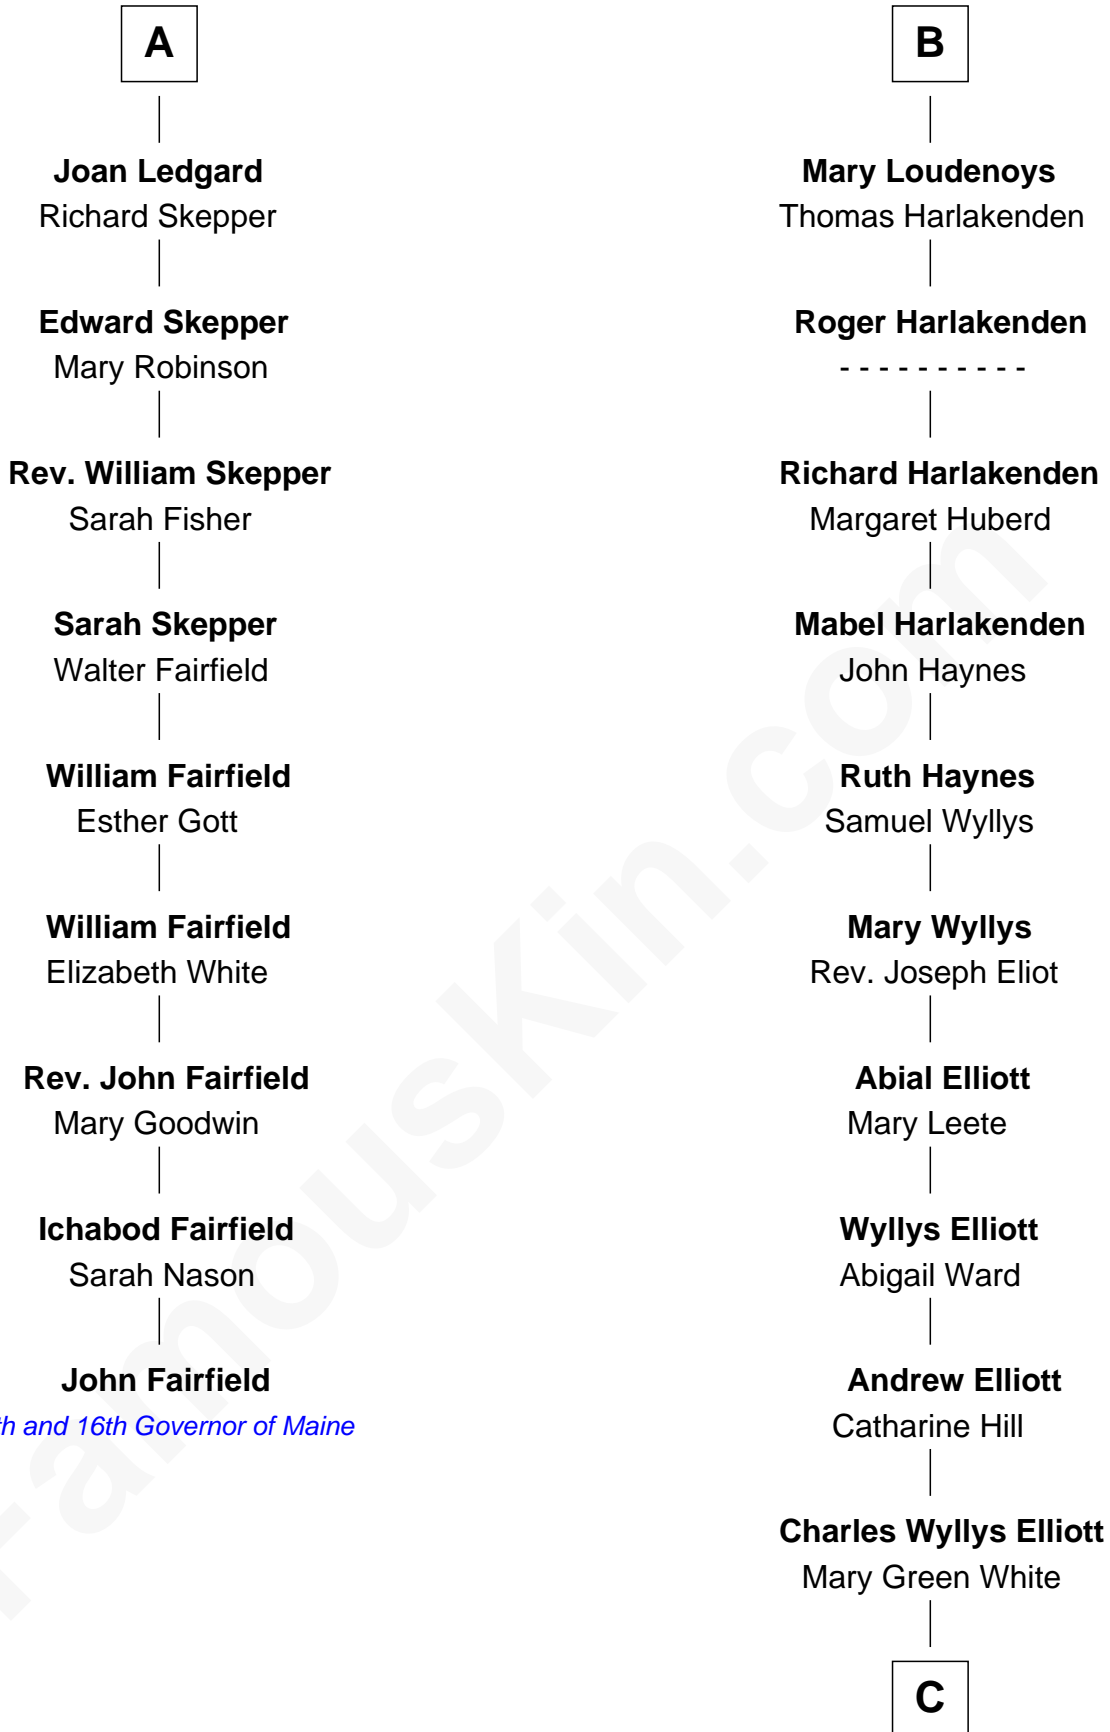 A
Joan Ledgard
Richard Skepper
Edward Skepper
Mary Robinson
Rev. William Skepper
Sarah Fisher
Sarah Skepper
Walter Fairfield
William Fairfield
Esther Gott
William Fairfield
Elizabeth White
Rev. John Fairfield
Mary Goodwin
Ichabod Fairfield
Sarah Nason
John Fairfield
and 16th Governor of Maine
B
Mary Loudenoys
Thomas Harlakenden
Roger Harlakenden
- - - - - - - - - -
Richard Harlakenden
Margaret Huberd
Mabel Harlakenden
John Haynes
Ruth Haynes
Samuel Wyllys
Mary Wyllys
Rev. Joseph Eliot
Abial Elliott
Mary Leete
Wyllys Elliott
Abigail Ward
Andrew Elliott
Catharine Hill
Charles Wyllys Elliott
Mary Green White
C
FamousKin.com